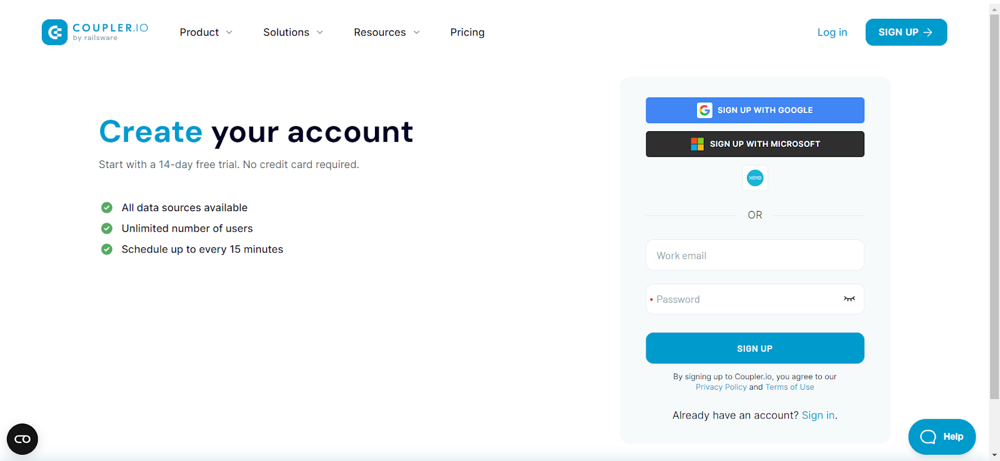 COUPLER.IO
by railsware
Product
Solutions
Resources
Pricing
Log in
SIGN UP
Create your account
Start with a 14-day free trial. No credit card required.
All data sources available
Unlimited number of users
Schedule up to every 15 minutes
SIGN UP WITH GOOGLE
SIGN UP WITH MICROSOFT
xero
OR
Work email
Password
SIGN UP
By signing up to Coupler.io, you agree to our
Privacy Policy and Terms of Use
Already have an account? Sign in.
Help